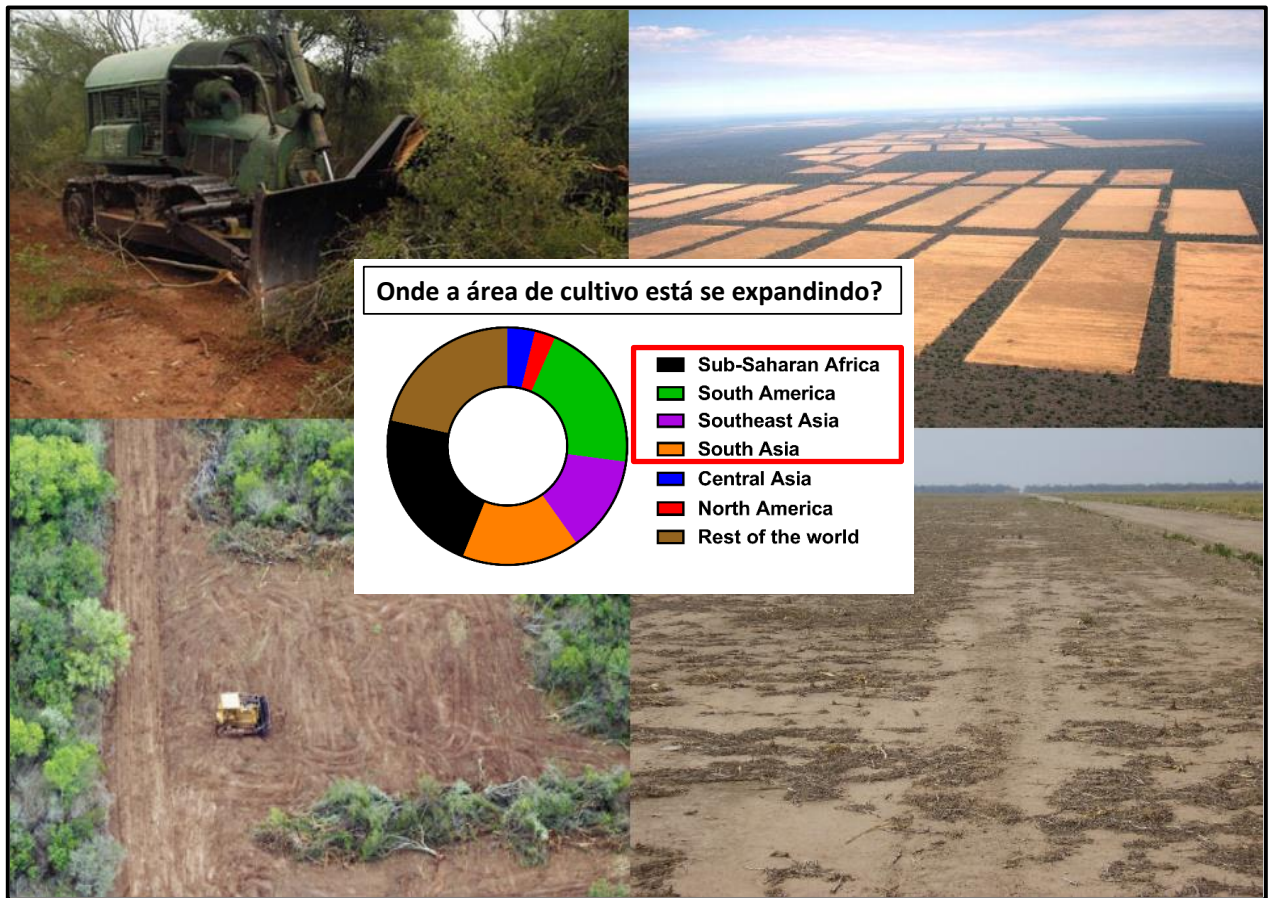 Onde a área de cultivo está se expandindo?
Sub-Saharan Africa
South America
Southeast Asia
South Asia
Central Asia
North America
Rest of the world